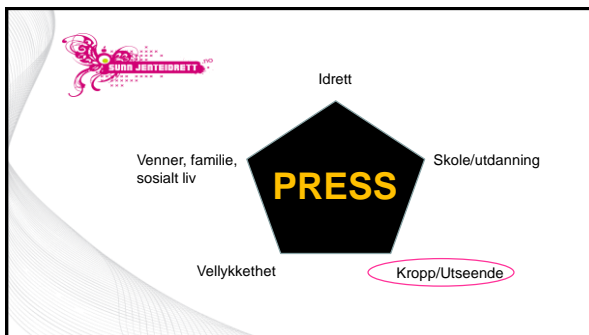 SUNN JENTEIDRETT.no
Idrett
Venner, familie,
sosialt liv
PRESS
Skole/utdanning
Vellykkethet
Kropp/Utseende